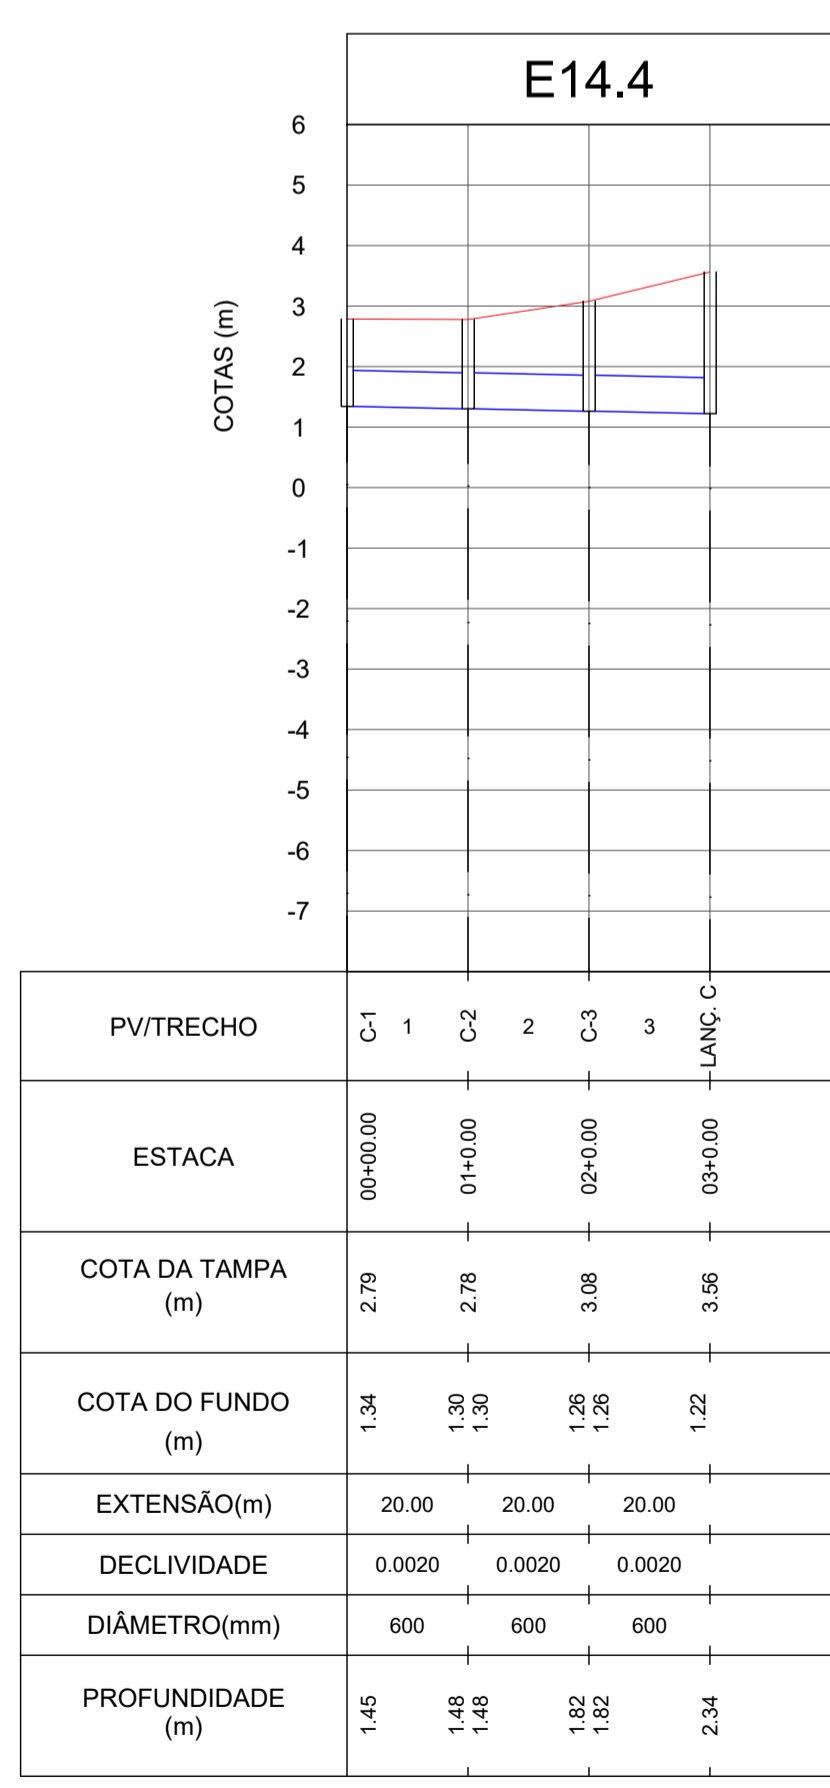 E14.4
6
5
4
3
2
1
0
-1
-2
-3
-4
-5
-6
-7
COTAS (m)
PV/TRECHO C-1 1 C-2 2 C-3 3 LANÇ. C
ESTACA 00+00.00 01+0.00 02+0.00 03+0.00
COTA DA TAMPA
(m) 2.79 2.78 3.08 3.56
COTA DO FUNDO
(m) 1.34 1.30 1.30 1.26 1.26 1.22
EXTENSÃO(m) 20.00 20.00 20.00
DECLIVIDADE 0.0020 0.0020 0.0020
DIÂMETRO(mm) 600 600 600
PROFUNDIDADE
(m) 1.45 1.48 1.48 1.82 1.82 2.34